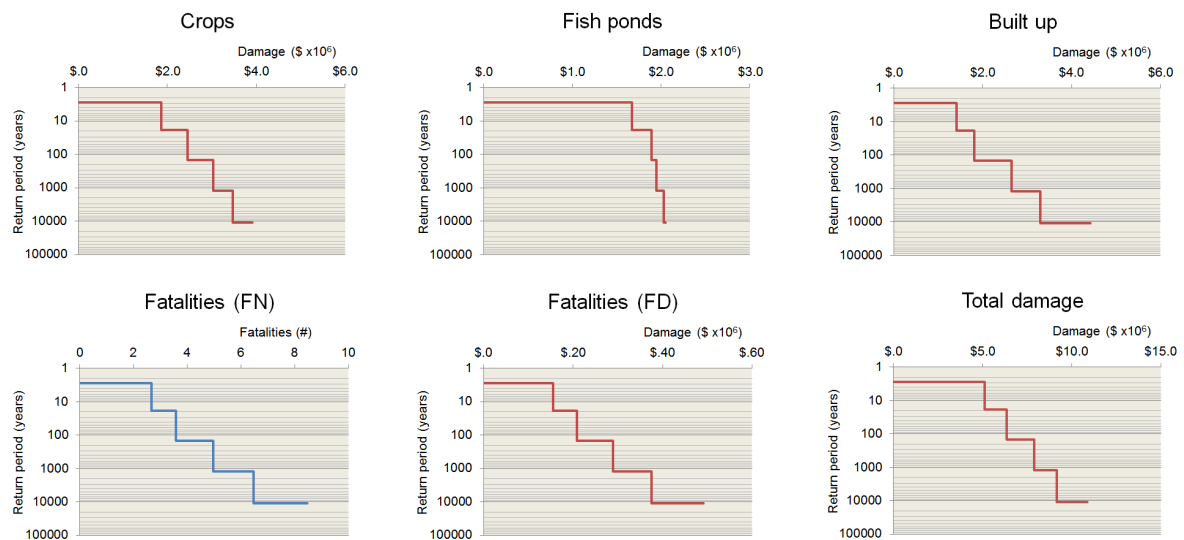 Crops
Damage ($ x10⁶)
$.0 $2.0 $4.0 $6.0
Return period (years)
1
10
100
1000
10000
100000
Fish ponds
Damage ($ x10⁶)
$.0 $1.0 $2.0 $3.0
Return period (years)
1
10
100
1000
10000
100000
Built up
Damage ($ x10⁶)
$.0 $2.0 $4.0 $6.0
Return period (years)
1
10
100
1000
10000
100000
Fatalities (FN)
Fatalities (#)
0 2 4 6 8 10
Return period (years)
1
10
100
1000
10000
100000
Fatalities (FD)
Damage ($ x10⁶)
$.0 $.20 $.40 $.60
Return period (years)
1
10
100
1000
10000
100000
Total damage
Damage ($ x10⁶)
$.0 $5.0 $10.0 $15.0
Return period (years)
1
10
100
1000
10000
100000